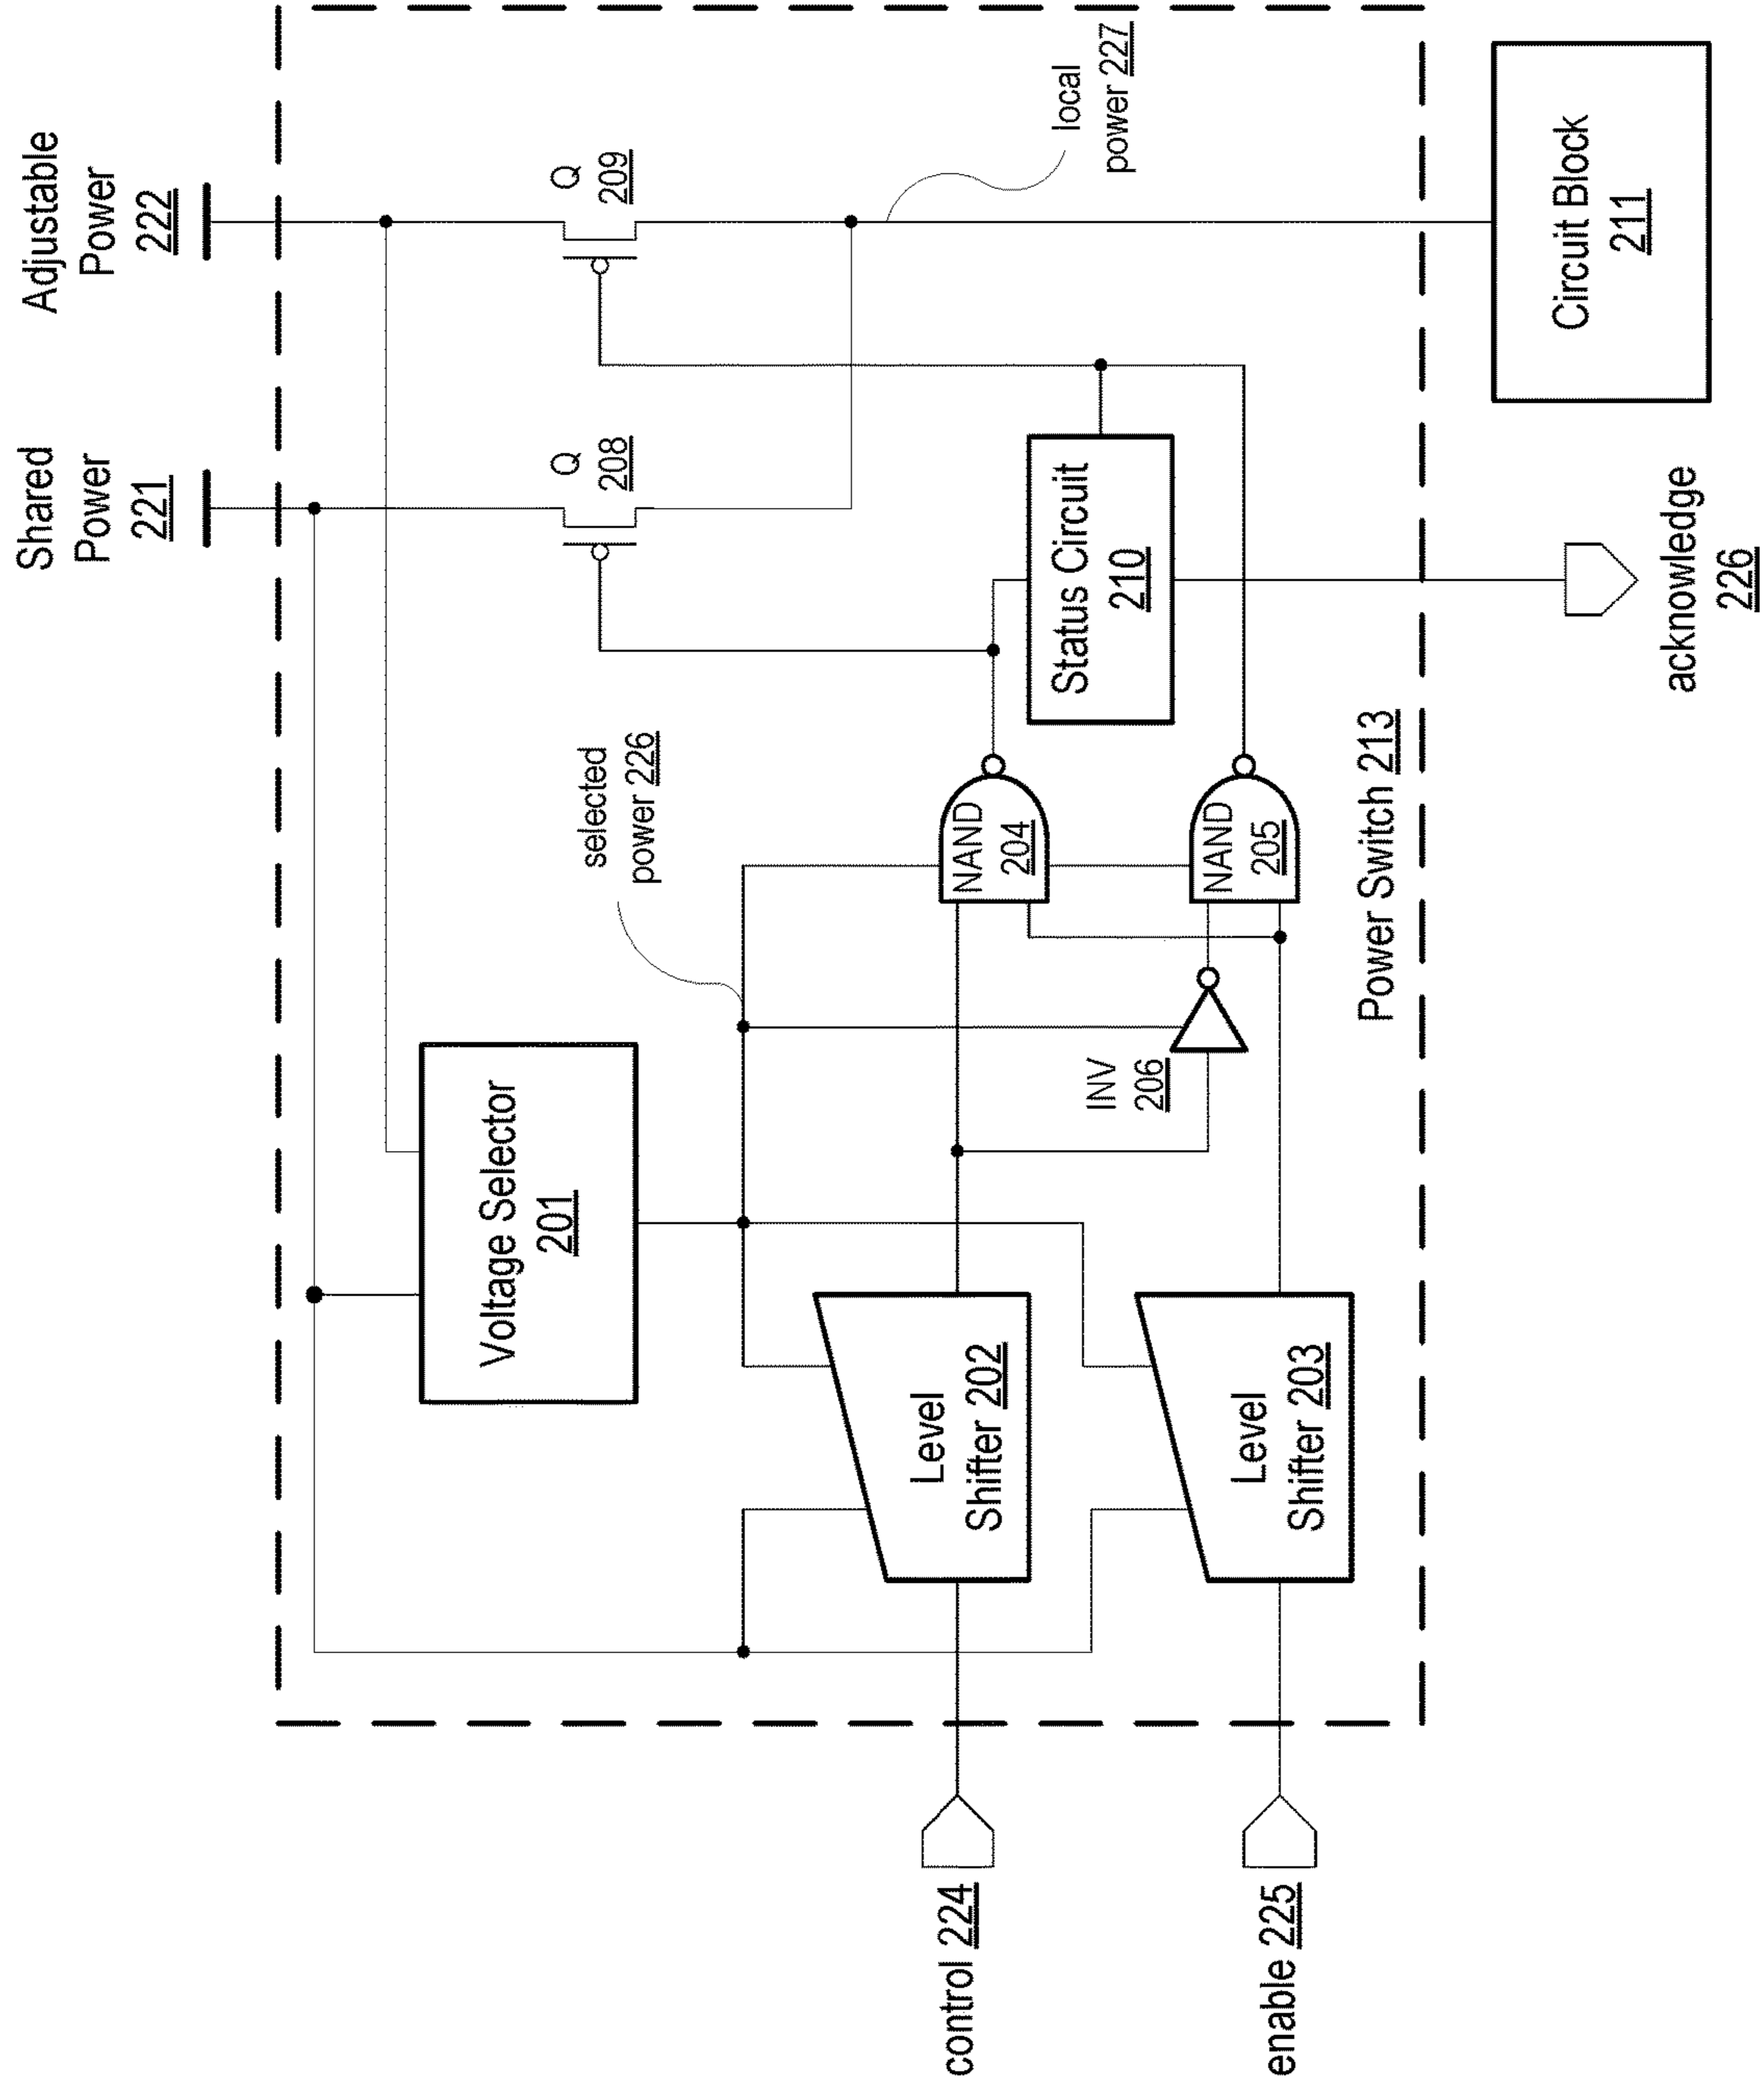 Shared
Power
221
Adjustable
Power
222
Voltage Selector
201
selected
power 226
Q
208
Q
209
local
power 227
control 224
enable 225
Level
Shifter 202
Level
Shifter 203
INV
206
NAND
204
NAND
205
Status Circuit
210
Power Switch 213
Circuit Block
211
acknowledge
226